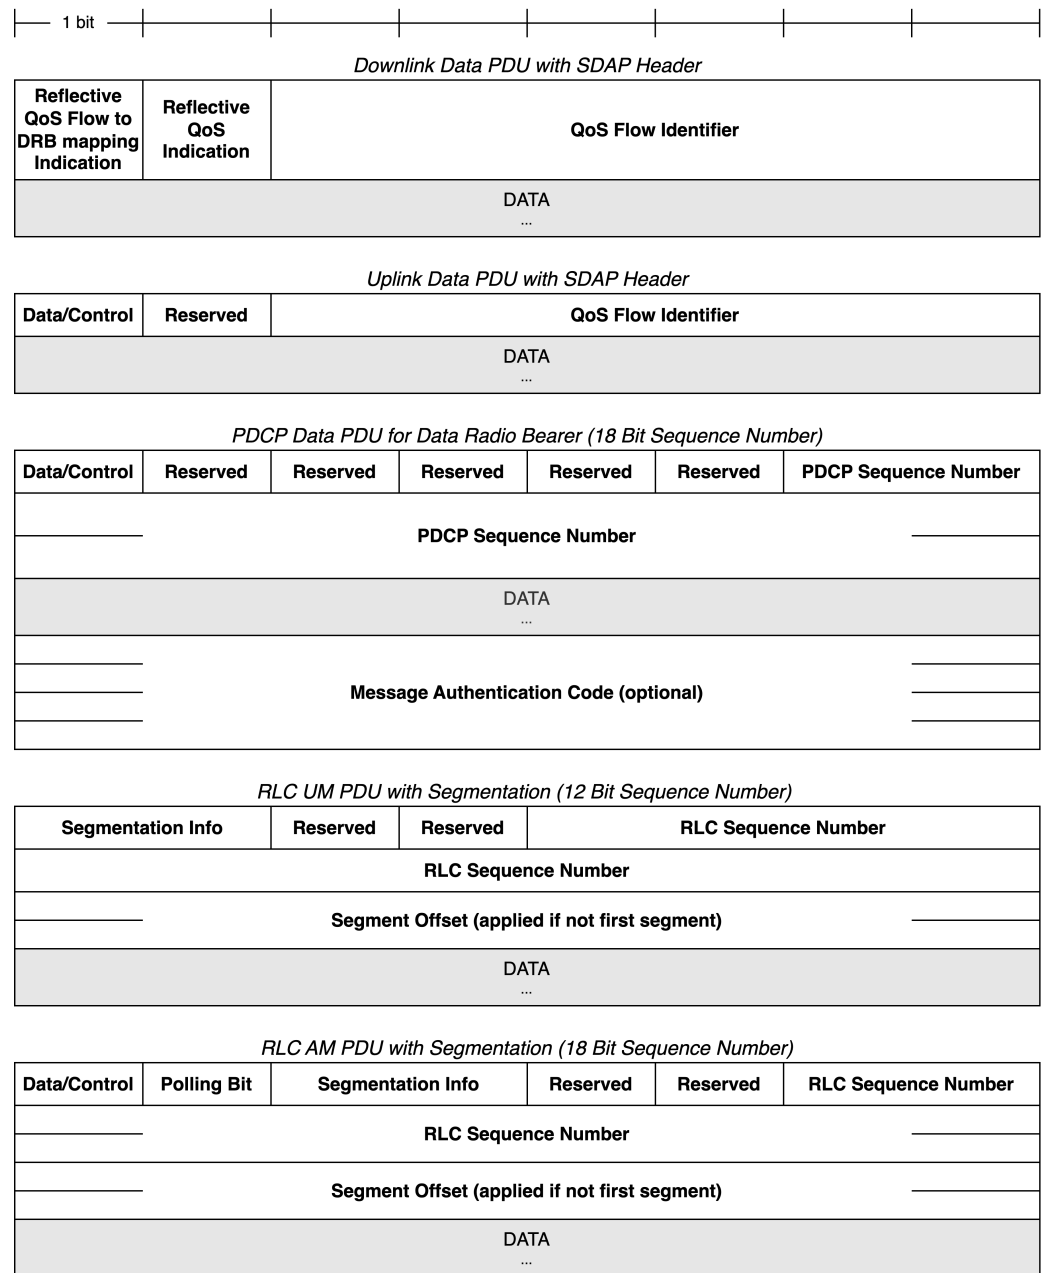 1 bit
Downlink Data PDU with SDAP Header
Reflective
QoS Flow to
DRB mapping
Indication
Reflective
QoS
Indication
QoS Flow Identifier
DATA
...
Uplink Data PDU with SDAP Header
Data/Control Reserved QoS Flow Identifier
DATA
...
PDCP Data PDU for Data Radio Bearer (18 Bit Sequence Number)
Data/Control Reserved Reserved Reserved Reserved Reserved PDCP Sequence Number
PDCP Sequence Number
DATA
...
Message Authentication Code (optional)
RLC UM PDU with Segmentation (12 Bit Sequence Number)
Segmentation Info Reserved Reserved RLC Sequence Number
RLC Sequence Number
Segment Offset (applied if not first segment)
DATA
...
RLC AM PDU with Segmentation (18 Bit Sequence Number)
Data/Control Polling Bit Segmentation Info Reserved Reserved RLC Sequence Number
RLC Sequence Number
Segment Offset (applied if not first segment)
DATA
...